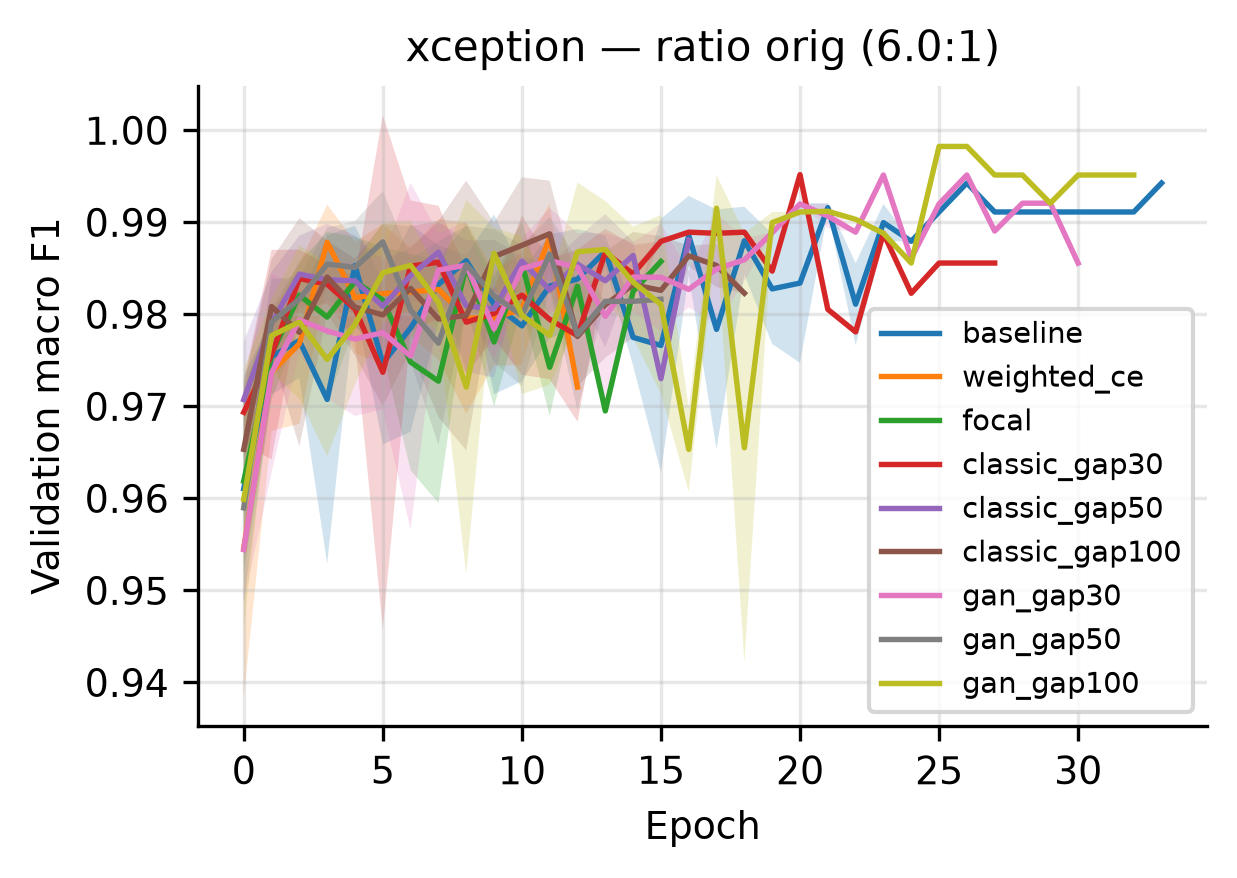 xception — ratio orig (6.0:1)
Validation macro F1
1.00
0.99
0.98
0.97
0.96
0.95
0.94
baseline
weighted_ce
focal
classic_gap30
classic_gap50
classic_gap100
gan_gap30
gan_gap50
gan_gap100
0 5 10 15 20 25 30
Epoch